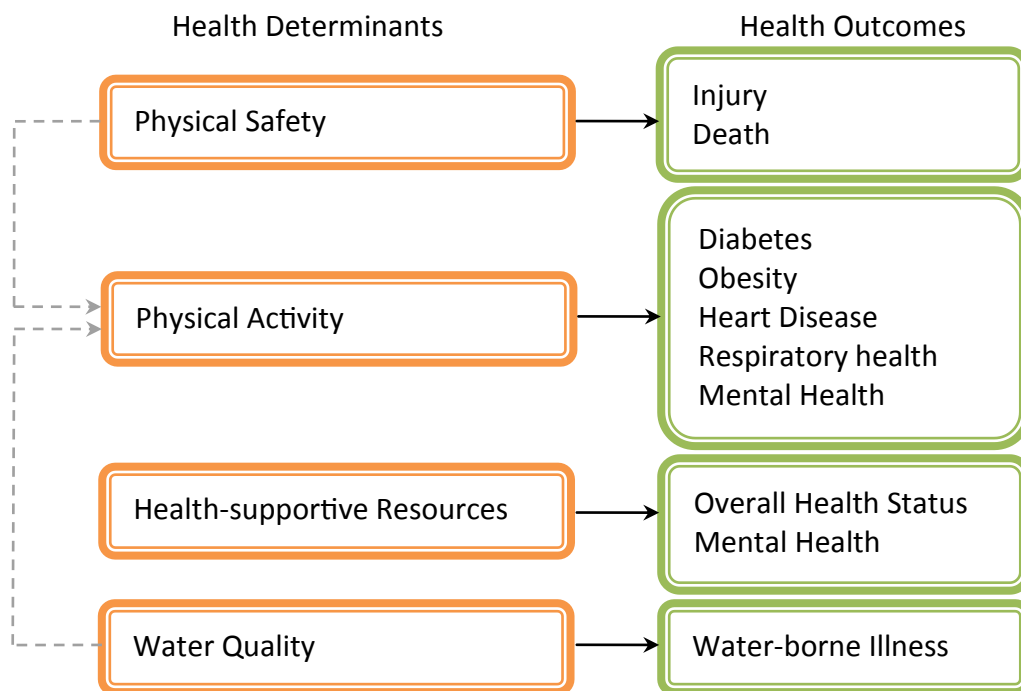 Health Determinants
Health Outcomes
Physical Safety
Injury
Death
Physical Activity
Diabetes
Obesity
Heart Disease
Respiratory health
Mental Health
Health-supportive Resources
Overall Health Status
Mental Health
Water Quality
Water-borne Illness